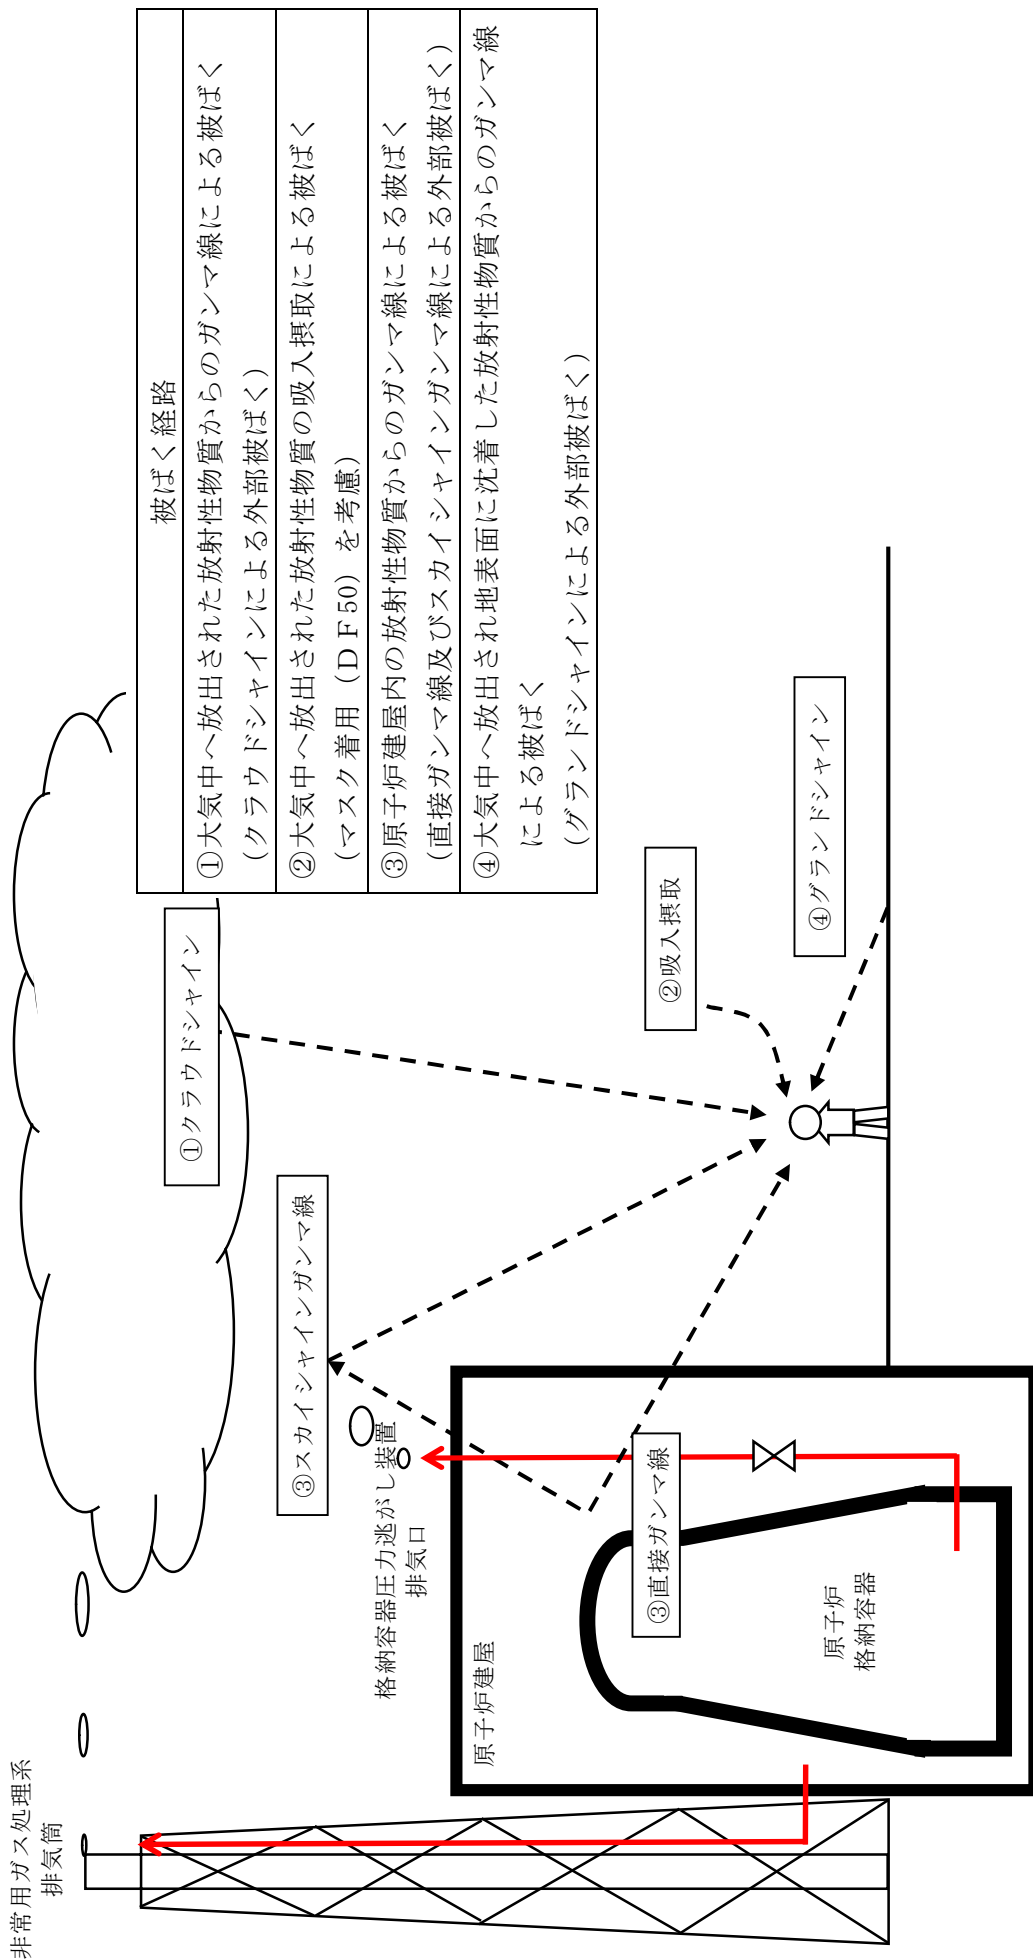 非常用ガス処理系
排気筒
①クラウドシャイン
③スカイシャインガンマ線
格納容器圧力逃がし装置
排気口
原子炉建屋
③直接ガンマ線
原子炉
格納容器
②吸入摂取
④グランドシャイン
被ばく経路
①大気中へ放出された放射性物質からのガンマ線による被ばく
(クラウドシャインによる外部被ばく)
②大気中へ放出された放射性物質の吸入摂取による被ばく
(マスク着用（ＤＦ50）を考慮)
③原子炉建屋内の放射性物質からのガンマ線による被ばく
(直接ガンマ線及びスカイシャインガンマ線による外部被ばく)
④大気中へ放出され地表面に沈着した放射性物質からのガンマ線
による被ばく
(グランドシャインによる外部被ばく)